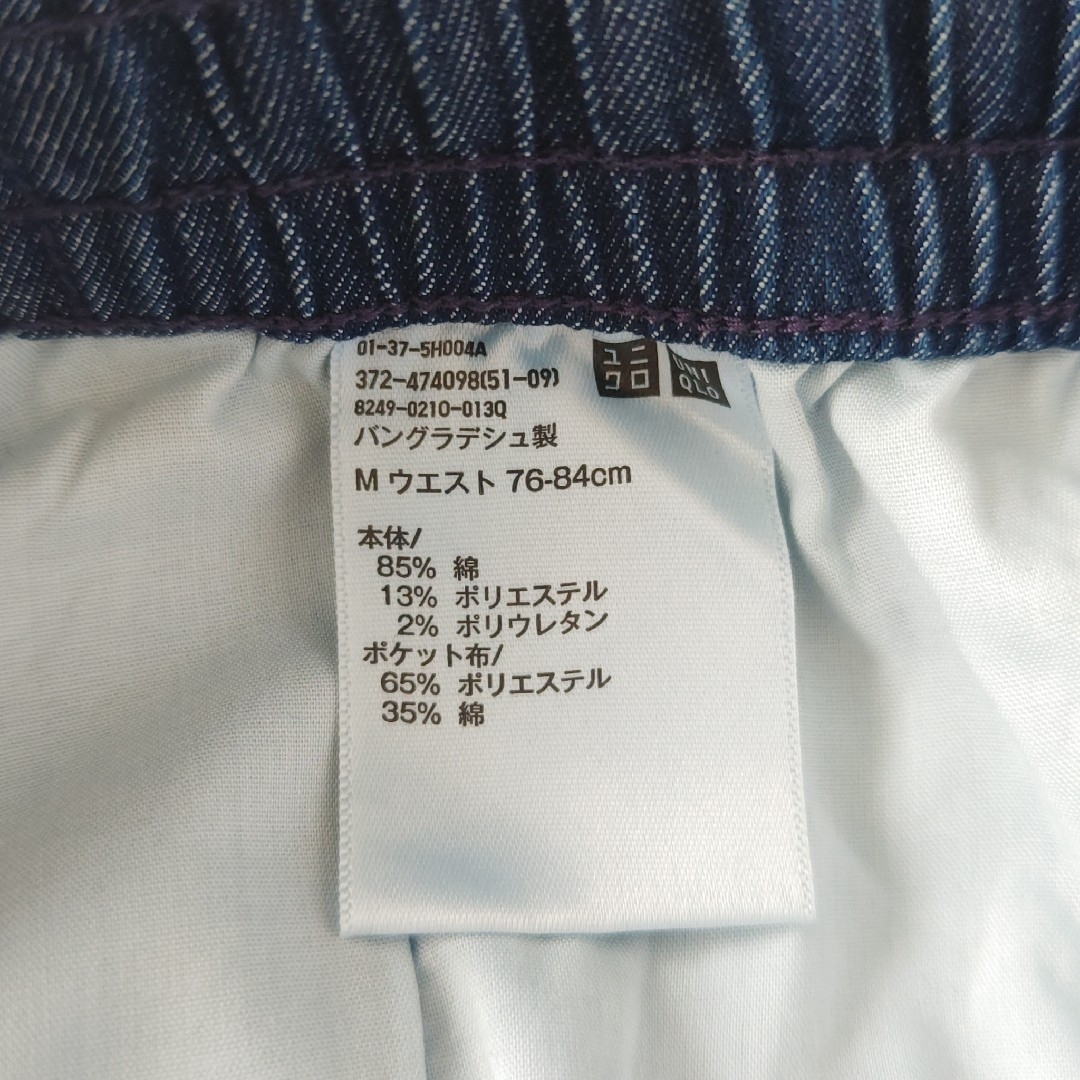 01-37-5H004A
372-474098(51-09)
8249-0210-013Q
ユニ
クロ
UNI
QLO
バングラデシュ製
M ウエスト 76-84cm
本体/
85% 綿
13% ポリエステル
2% ポリウレタン
ポケット布/
65% ポリエステル
35% 綿